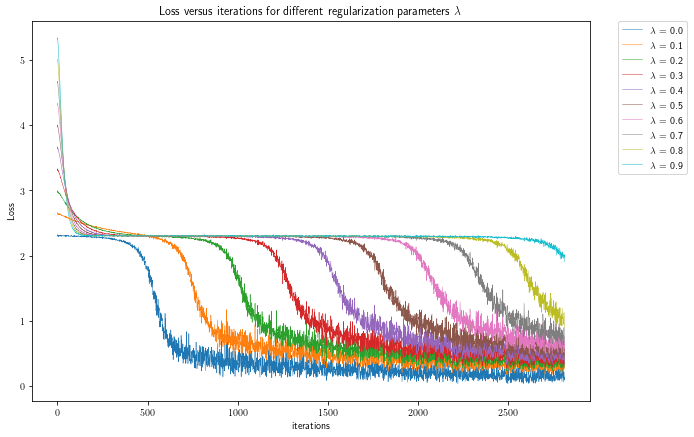 Loss versus iterations for different regularization parameters λ
5
4
3
2
1
0
Loss
0
500
1000
1500
2000
2500
iterations
λ = 0.0
λ = 0.1
λ = 0.2
λ = 0.3
λ = 0.4
λ = 0.5
λ = 0.6
λ = 0.7
λ = 0.8
λ = 0.9